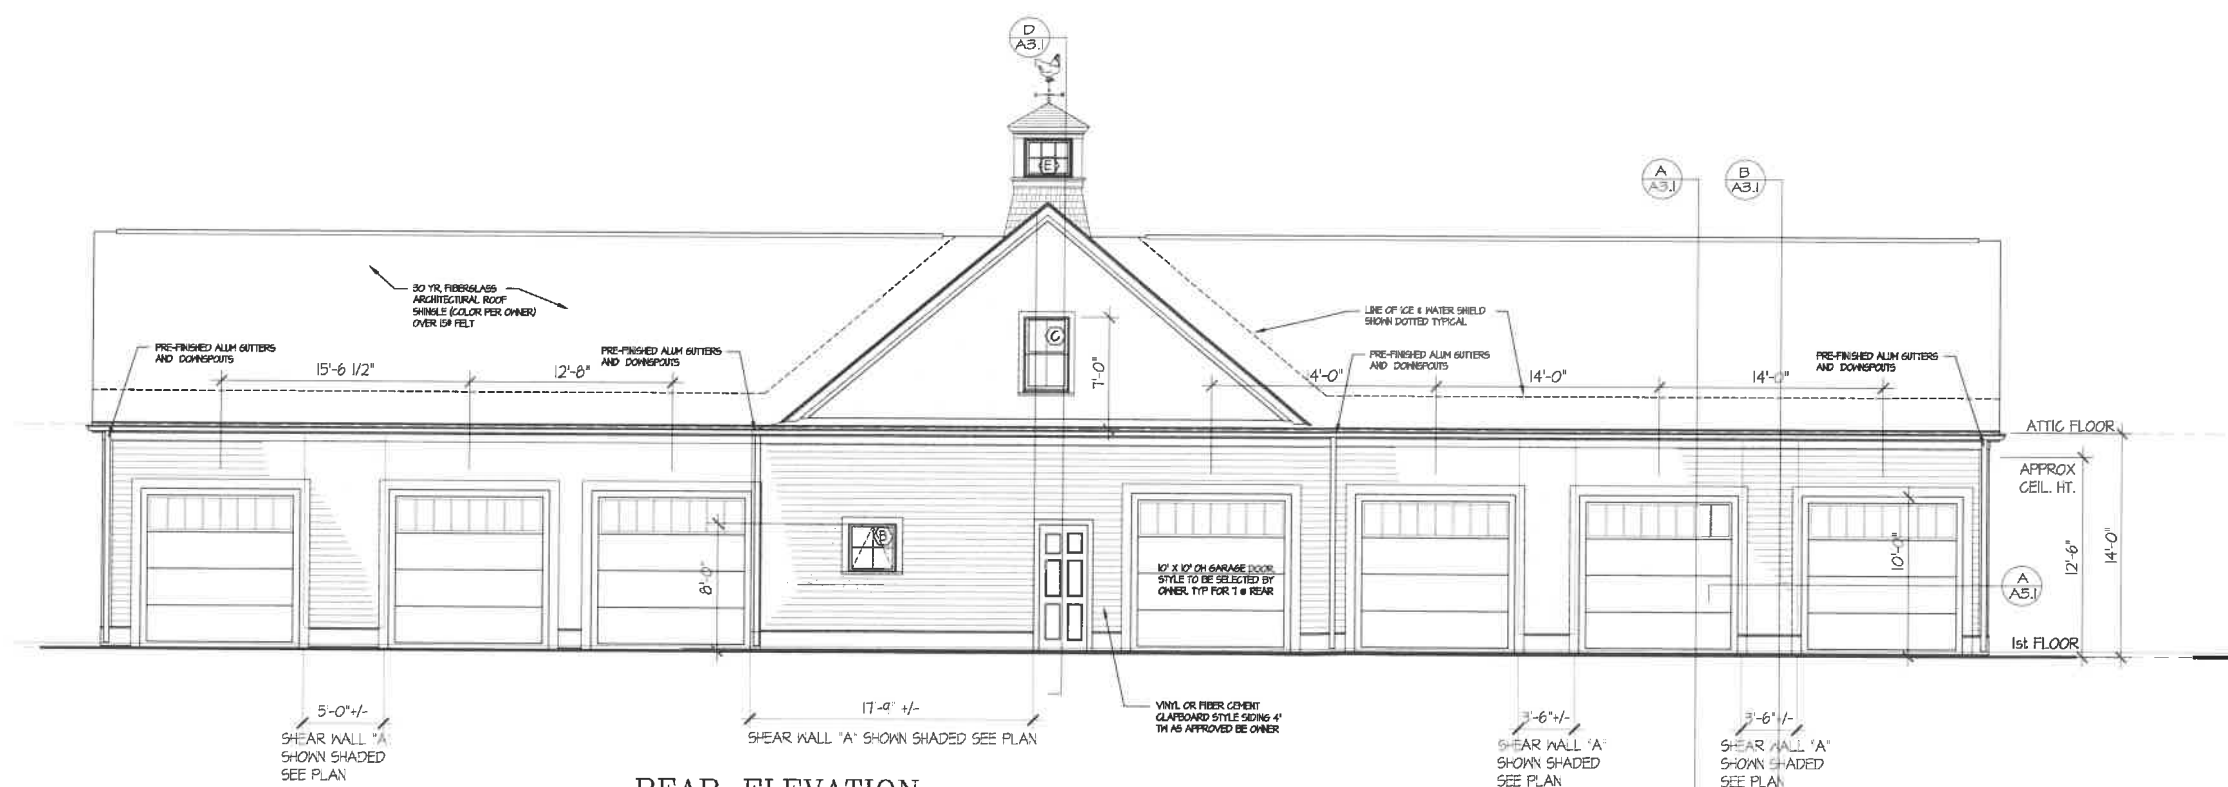 D
A3.1
E
A
A3.1
B
A3.1
30 YR. FIBERGLASS
ARCHITECTURAL ROOF
SHINGLE (COLOR PER OWNER)
OVER 15# FELT
LINE OF ICE & WATER SHIELD
SHOWN DOTTED TYPICAL
C
PRE-FINISHED ALUM GUTTERS
AND DOWNSPOUTS
PRE-FINISHED ALUM GUTTERS
AND DOWNSPOUTS
PRE-FINISHED ALUM GUTTERS
AND DOWNSPOUTS
PRE-FINISHED ALUM GUTTERS
AND DOWNSPOUTS
15'-6 1/2"
12'-8"
7'-0"
14'-0"
14'-0"
14'-0"
ATTIC FLOOR
APPROX
CEIL. HT.
B
8'-0"
10' X 10' OH GARAGE DOOR.
STYLE TO BE SELECTED BY
OWNER. TYP FOR 7 @ REAR
10'-0"
12'-6"
14'-0"
A
A5.1
1st FLOOR
5'-0"+/-
SHEAR WALL "A"
SHOWN SHADED
SEE PLAN
17'-9" +/-
SHEAR WALL "A" SHOWN SHADED SEE PLAN
VINYL OR FIBER CEMENT
CLAPBOARD STYLE SIDING 4"
TW AS APPROVED BE OWNER
3'-6"+/-
SHEAR WALL "A"
SHOWN SHADED
SEE PLAN
3'-6"+/-
SHEAR WALL "A"
SHOWN SHADED
SEE PLAN
REAR ELEVATION